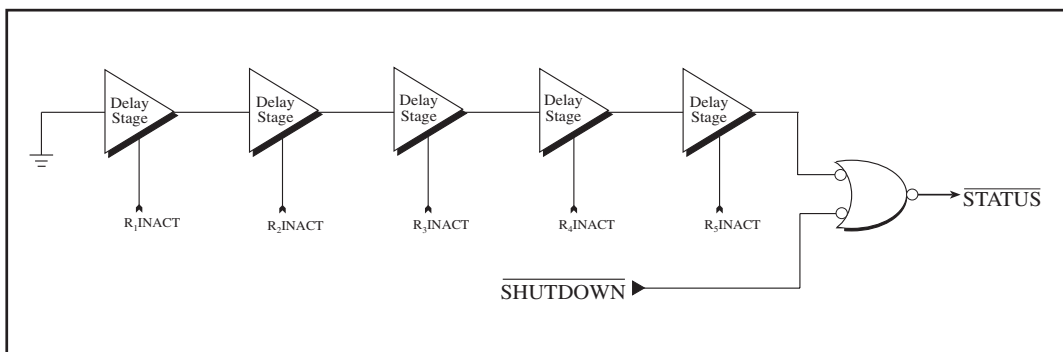 Delay
Stage
Delay
Stage
Delay
Stage
Delay
Stage
Delay
Stage
R₁INACT
R₂INACT
R₃INACT
R₄INACT
R₅INACT
STATUS
SHUTDOWN